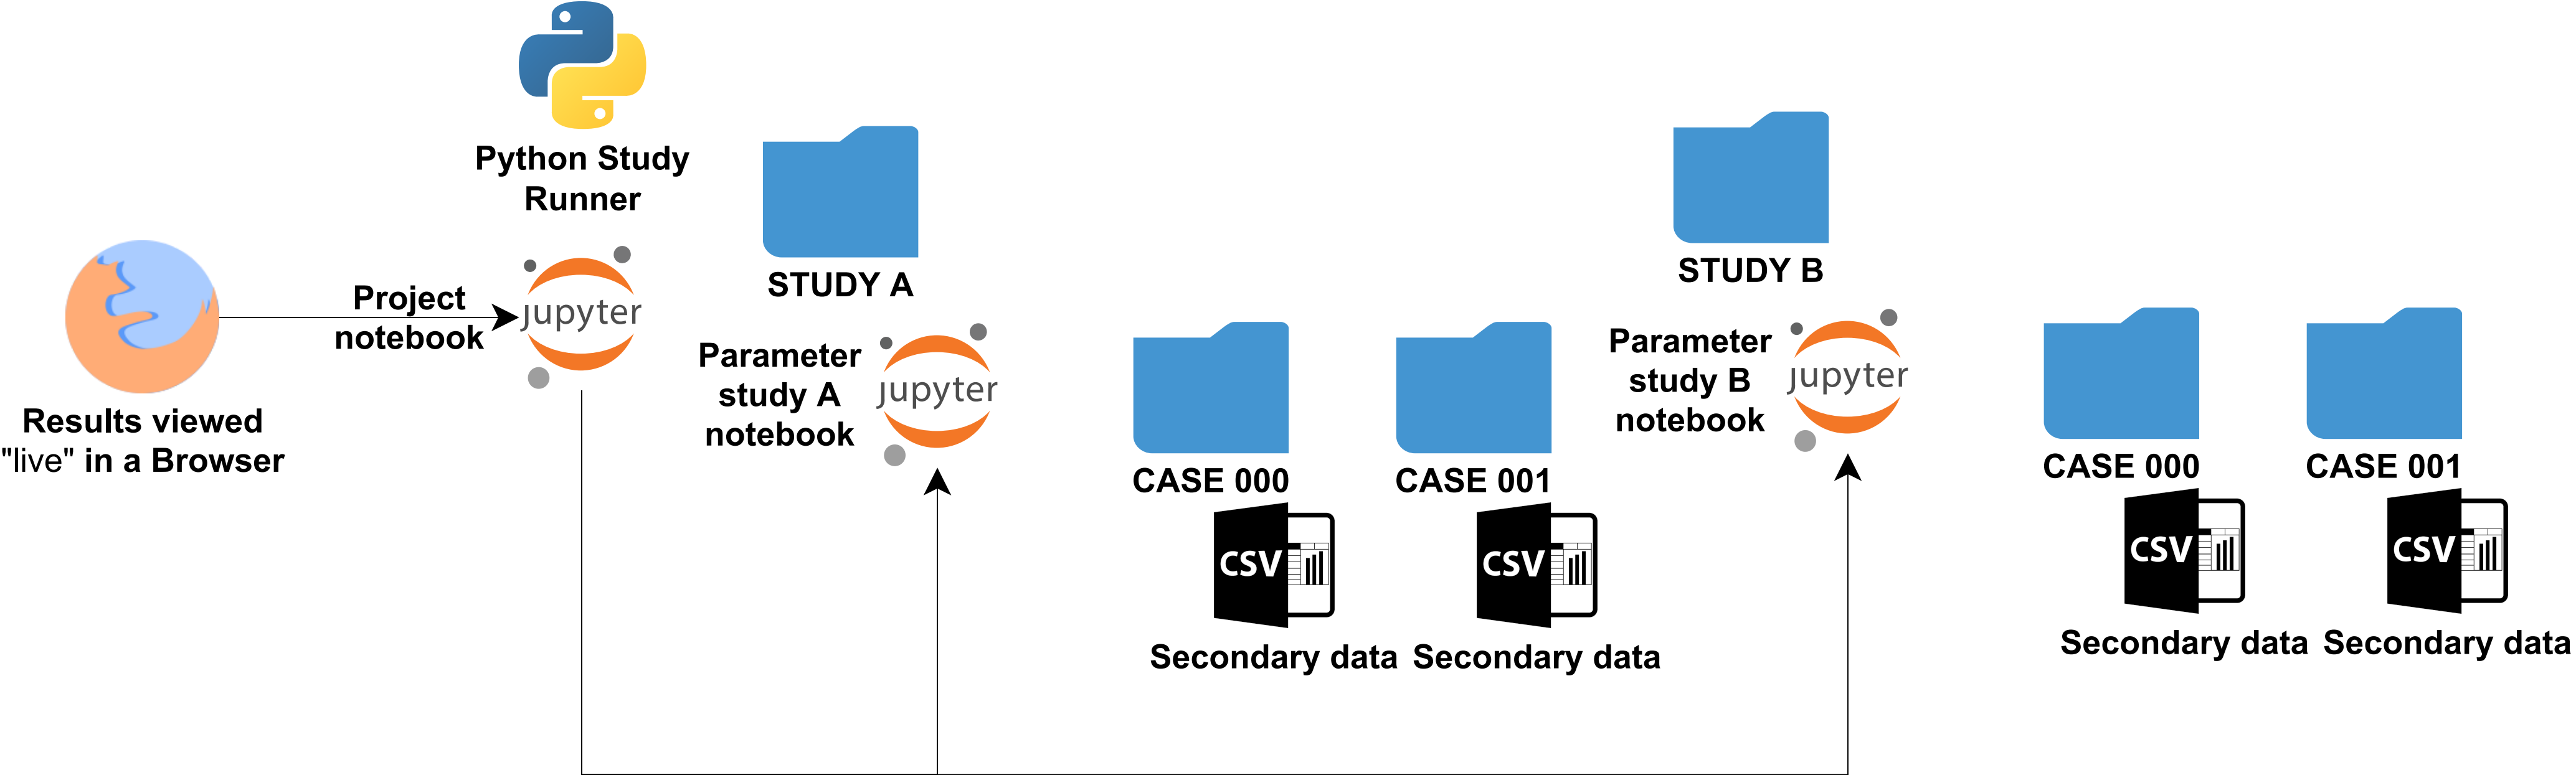 Python Study
Runner
Results viewed
"live" in a Browser
Project
notebook
jupyter
STUDY A
Parameter
study A
notebook
jupyter
CASE 000
CSV
Secondary data
CASE 001
CSV
Secondary data
STUDY B
Parameter
study B
notebook
jupyter
CASE 000
CSV
Secondary data
CASE 001
CSV
Secondary data